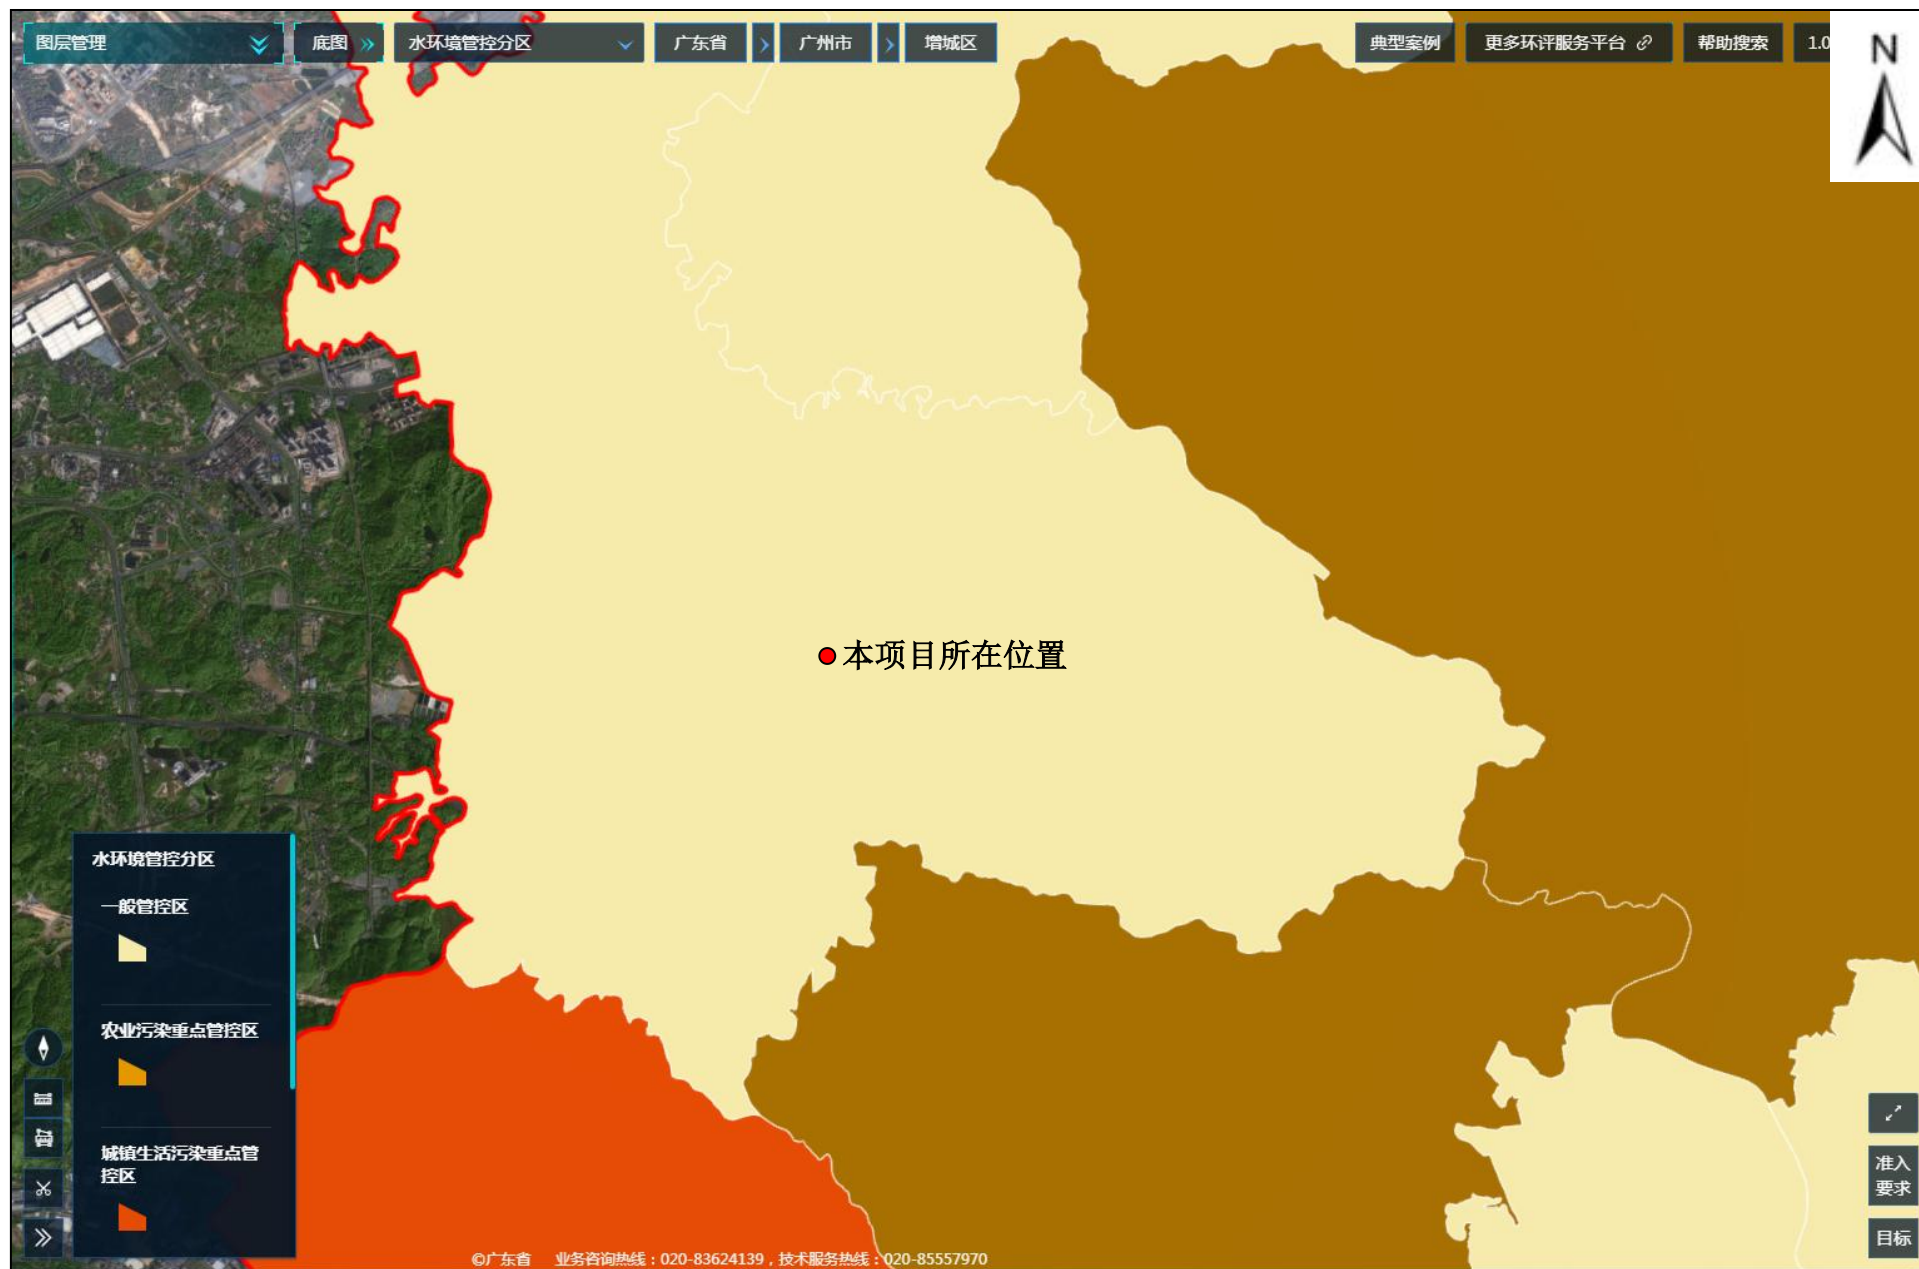 图层管理
底图
水环境管控分区
广东省
广州市
增城区
典型案例
更多环评服务平台
帮助搜索
1.0
N
本项目所在位置
水环境管控分区
一般管控区
农业污染重点管控区
城镇生活污染重点管
控区
准入
要求
目标
©广东省 业务咨询热线：020-83624139，技术服务热线：020-85557970